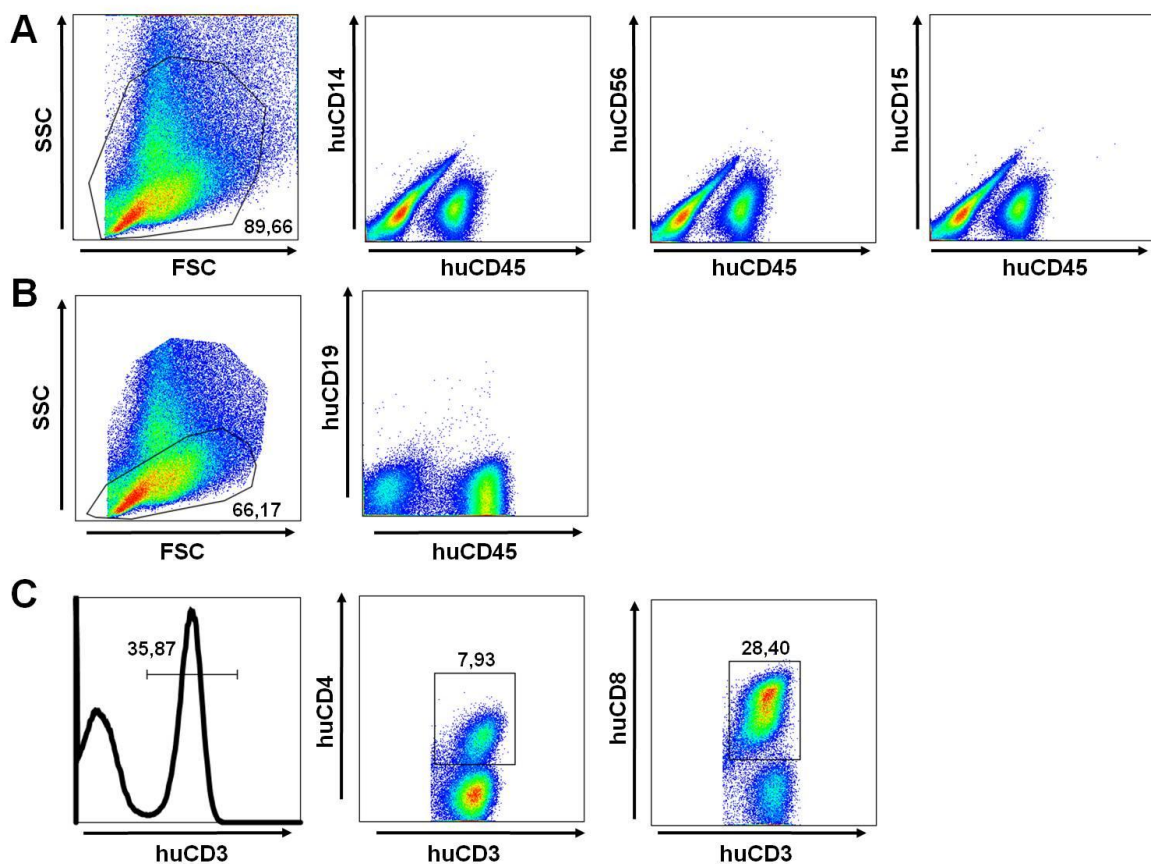 A
SSC
89,66
FSC
huCD14
huCD45
huCD56
huCD45
huCD15
huCD45
B
SSC
66,17
FSC
huCD19
huCD45
C
35,87
huCD3
huCD4
7,93
huCD3
huCD8
28,40
huCD3